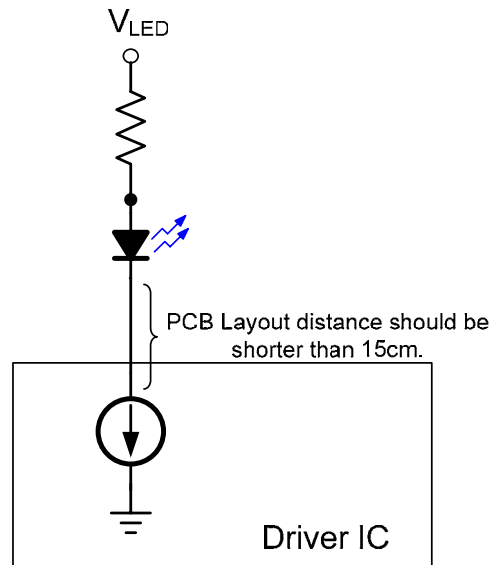 VLED
PCB Layout distance should be
shorter than 15cm.
Driver IC